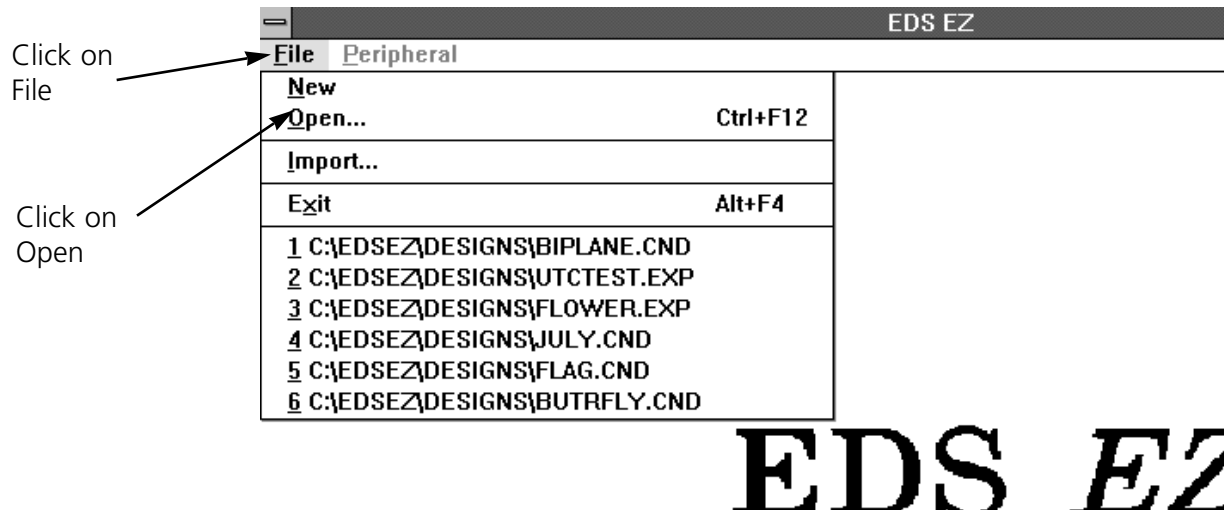 EDS EZ
Click on
File
File Peripheral
New
Open... Ctrl+F12
Import...
Exit Alt+F4
Click on
Open
1 C:\EDSEZ\DESIGNS\BIPLANE.CND
2 C:\EDSEZ\DESIGNS\UTCTEST.EXP
3 C:\EDSEZ\DESIGNS\FLOWER.EXP
4 C:\EDSEZ\DESIGNS\JULY.CND
5 C:\EDSEZ\DESIGNS\FLAG.CND
6 C:\EDSEZ\DESIGNS\BUTRFLY.CND
EDS EZ